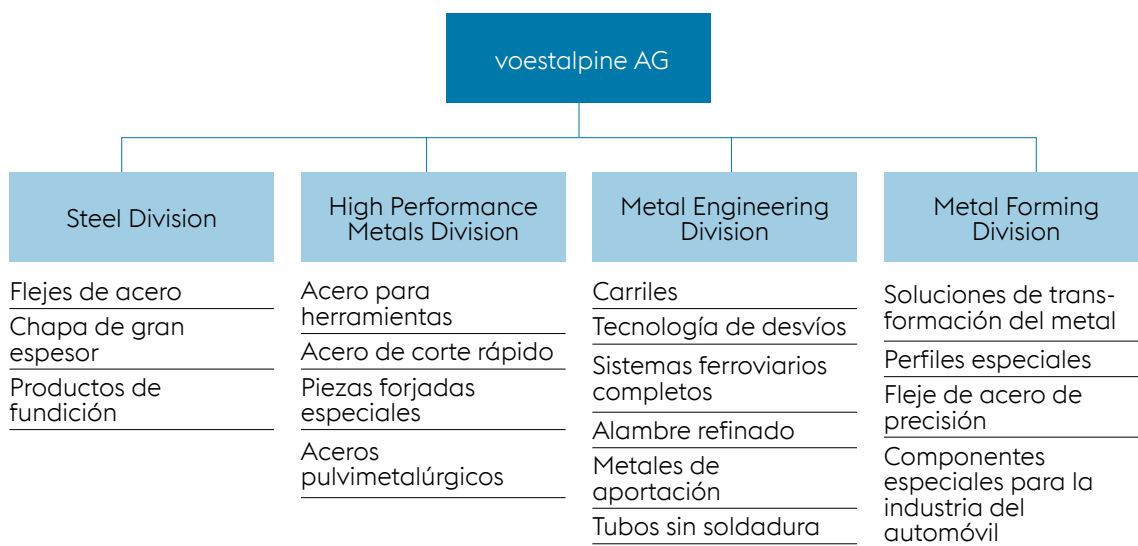 voestalpine AG
Steel Division
Flejes de acero
Chapa de gran
espesor
Productos de
fundición
High Performance
Metals Division
Acero para
herramientas
Acero de corte rápido
Piezas forjadas
especiales
Aceros
pulvimetalúrgicos
Metal Engineering
Division
Carriles
Tecnología de desvíos
Sistemas ferroviarios
completos
Alambre refinado
Metales de
aportación
Tubos sin soldadura
Metal Forming
Division
Soluciones de trans-
formación del metal
Perfiles especiales
Fleje de acero de
precisión
Componentes
especiales para la
industria del
automóvil